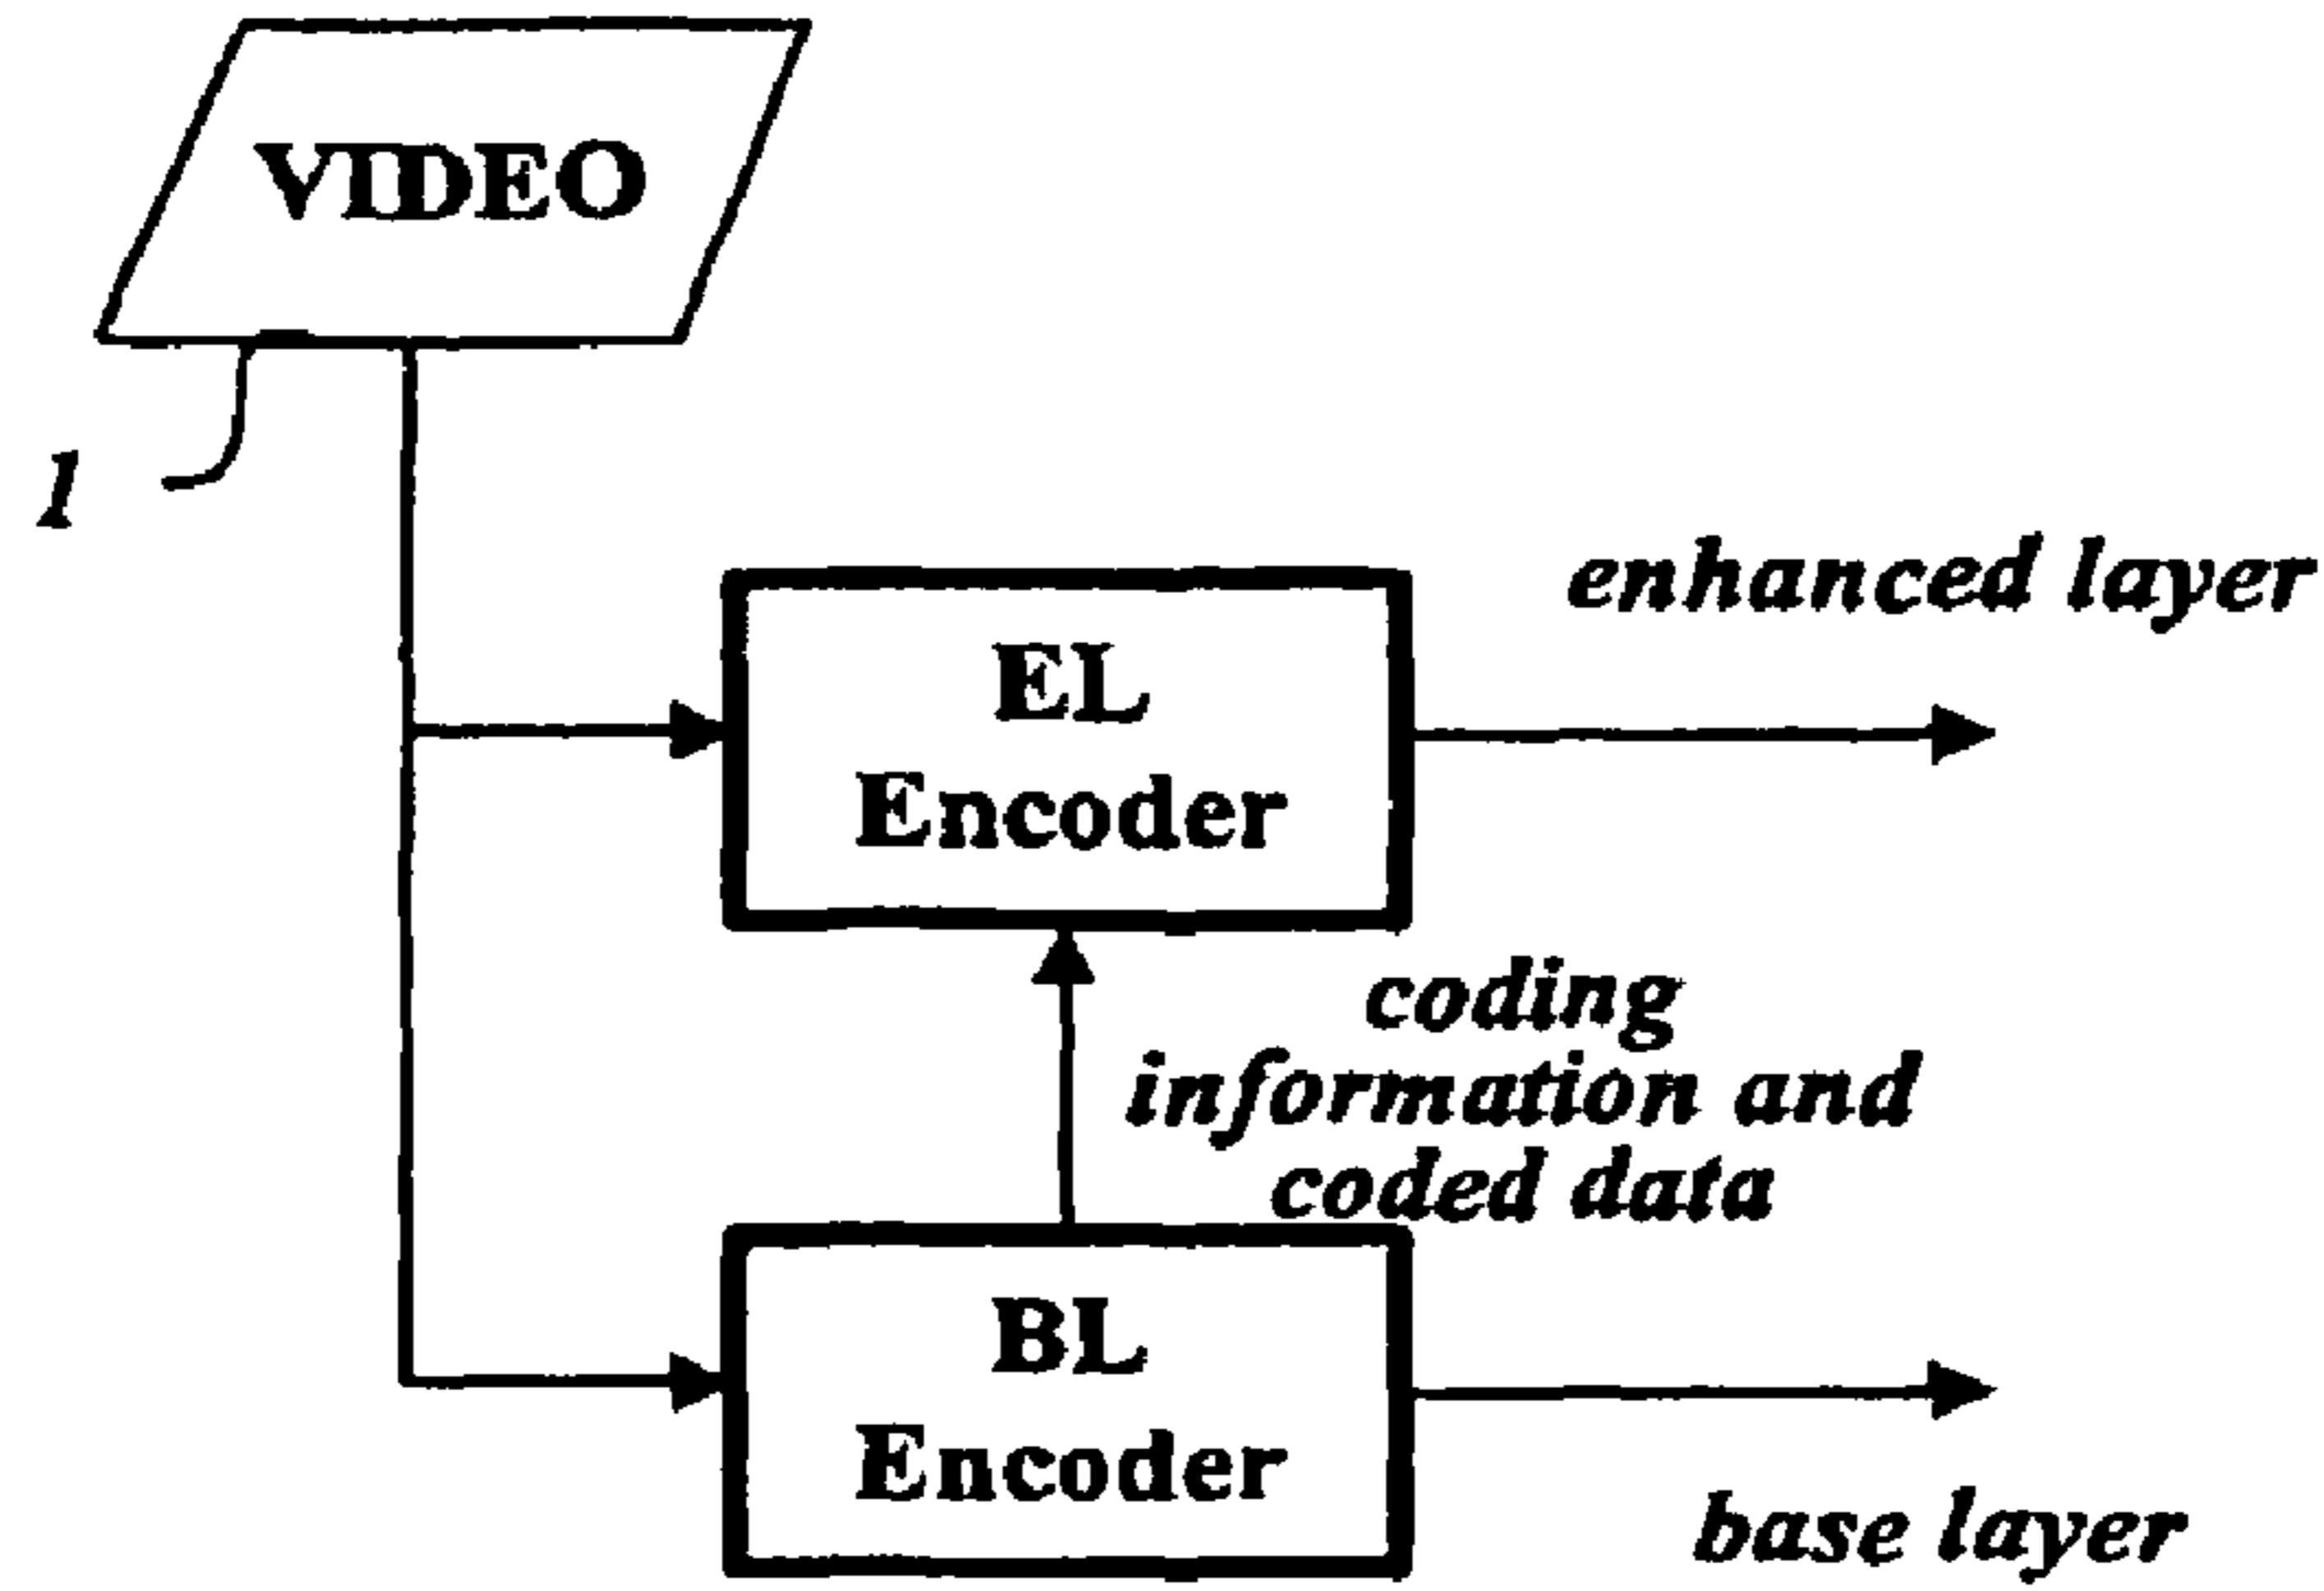 VIDEO
1
enhanced layer
EL
Encoder
coding
information and
coded data
BL
Encoder
base layer